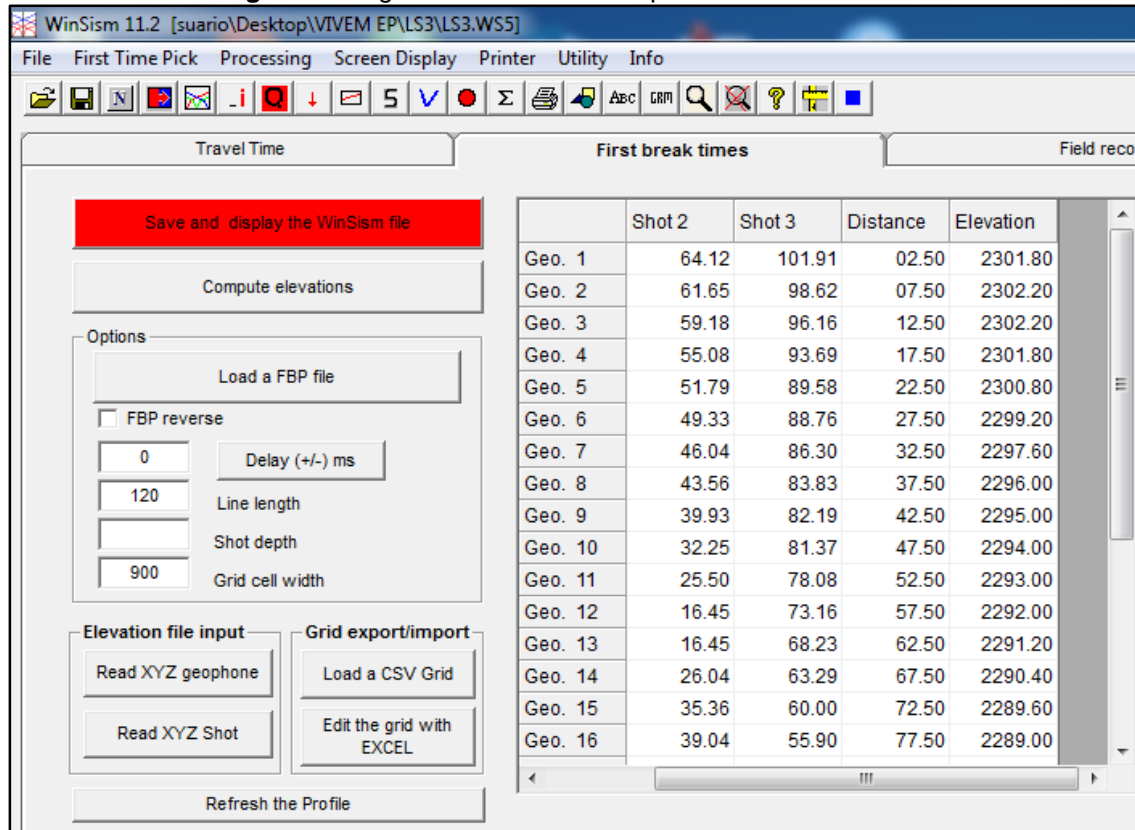 WinSism 11.2 [suario\Desktop\VIVEM EP\LS3\LS3.WS5]
File First Time Pick Processing Screen Display Printer Utility Info
N _i Q S V Σ ABC GRM ?
Travel Time First break times Field reco
Save and display the WinSism file
Compute elevations
Options
Load a FBP file
FBP reverse
0 Delay (+/-) ms
120 Line length
Shot depth
900 Grid cell width
Elevation file input Grid export/import
Read XYZ geophone Load a CSV Grid
Read XYZ Shot Edit the grid with EXCEL
Refresh the Profile
Shot 2 Shot 3 Distance Elevation
Geo. 1 64.12 101.91 02.50 2301.80
Geo. 2 61.65 98.62 07.50 2302.20
Geo. 3 59.18 96.16 12.50 2302.20
Geo. 4 55.08 93.69 17.50 2301.80
Geo. 5 51.79 89.58 22.50 2300.80
Geo. 6 49.33 88.76 27.50 2299.20
Geo. 7 46.04 86.30 32.50 2297.60
Geo. 8 43.56 83.83 37.50 2296.00
Geo. 9 39.93 82.19 42.50 2295.00
Geo. 10 32.25 81.37 47.50 2294.00
Geo. 11 25.50 78.08 52.50 2293.00
Geo. 12 16.45 73.16 57.50 2292.00
Geo. 13 16.45 68.23 62.50 2291.20
Geo. 14 26.04 63.29 67.50 2290.40
Geo. 15 35.36 60.00 72.50 2289.60
Geo. 16 39.04 55.90 77.50 2289.00